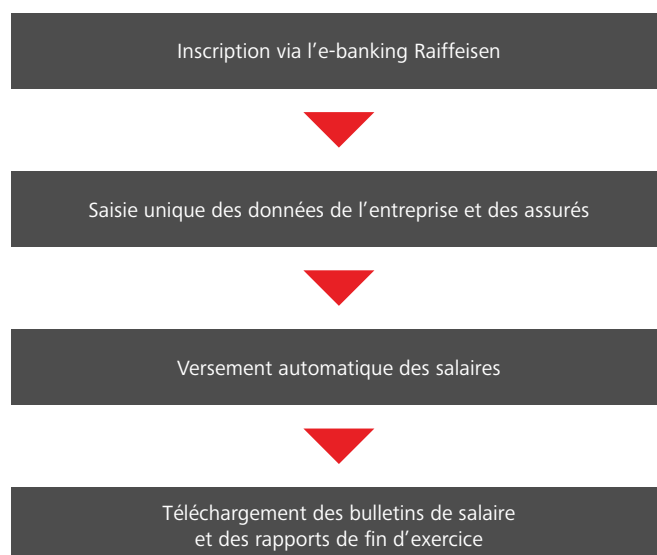 Inscription via l’e-banking Raiffeisen
Saisie unique des données de l’entreprise et des assurés
Versement automatique des salaires
Téléchargement des bulletins de salaire
et des rapports de fin d’exercice